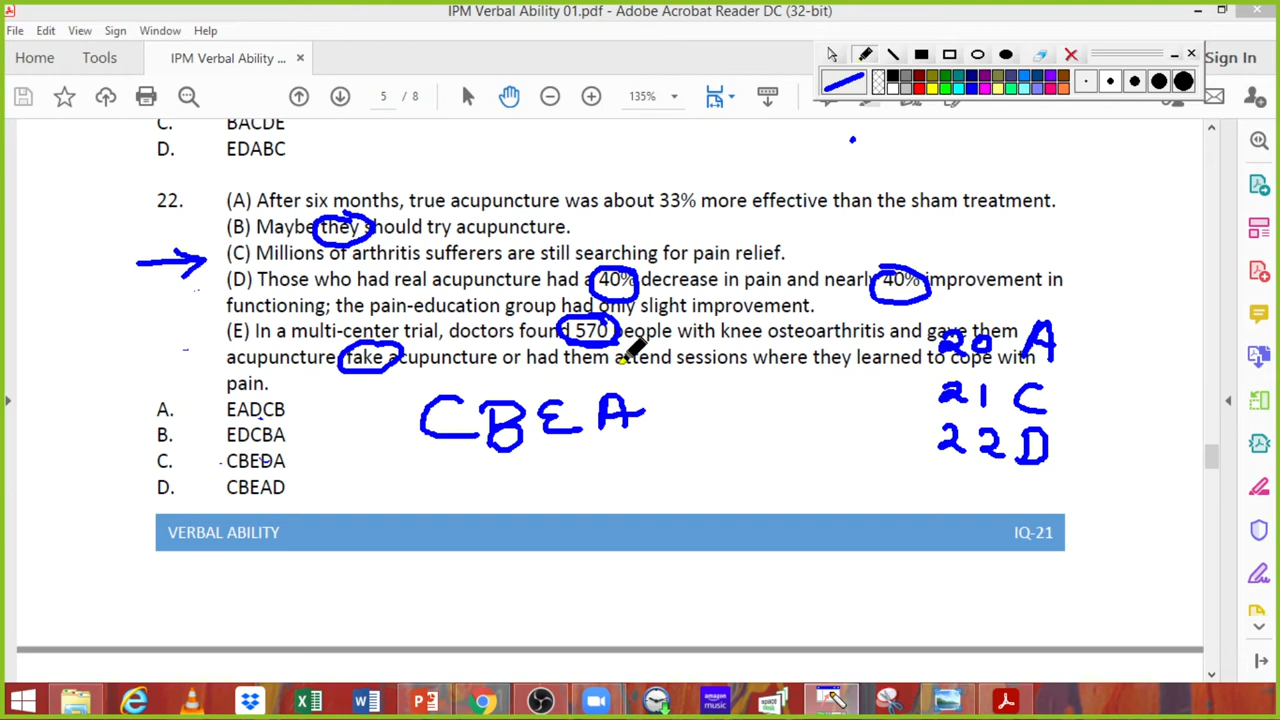 IPM Verbal Ability 01.pdf - Adobe Acrobat Reader DC (32-bit)
File Edit View Sign Window Help
Home Tools IPM Verbal Ability ... × Sign In
5 / 8 135%
C. BACDE
D. EDABC
22. (A) After six months, true acupuncture was about 33% more effective than the sham treatment.
(B) Maybe they should try acupuncture.
(C) Millions of arthritis sufferers are still searching for pain relief.
(D) Those who had real acupuncture had a 40% decrease in pain and nearly 40% improvement in
functioning; the pain-education group had only slight improvement.
(E) In a multi-center trial, doctors found 570 people with knee osteoarthritis and gave them
acupuncture, fake acupuncture or had them attend sessions where they learned to cope with
pain.
20 A
A. EADCB
CBEA
21 C
B. EDCBA
22 D
C. CBEDA
D. CBEAD
VERBAL ABILITY IQ-21
amazon music